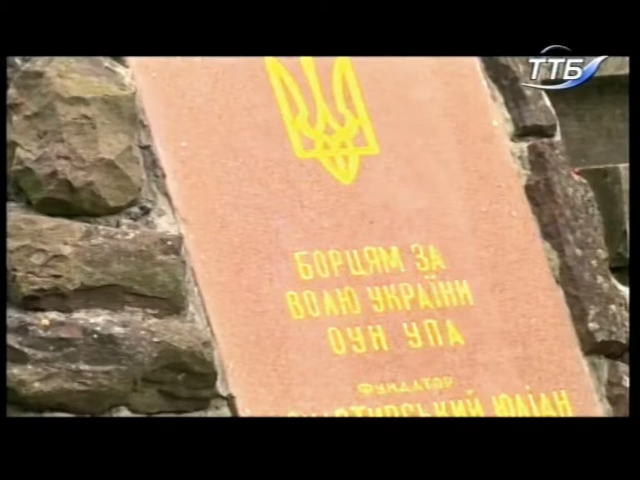 ТТБ
БОРЦЯМ ЗА
ВОЛЮ УКРАЇНИ
ОУН УПА
ФУНДАТОР
ЮЛІАН